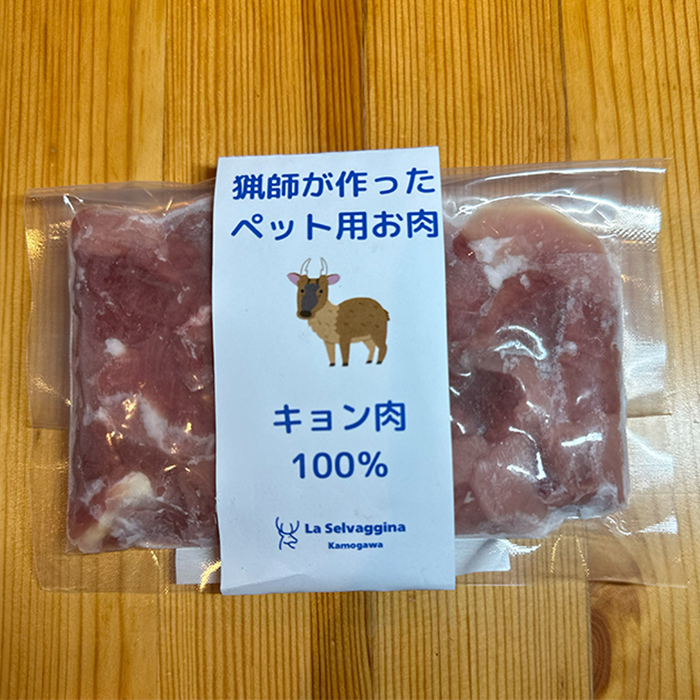 猟師が作った
ペット用お肉
キョン肉
100%
La Selvaggina
Kamogawa